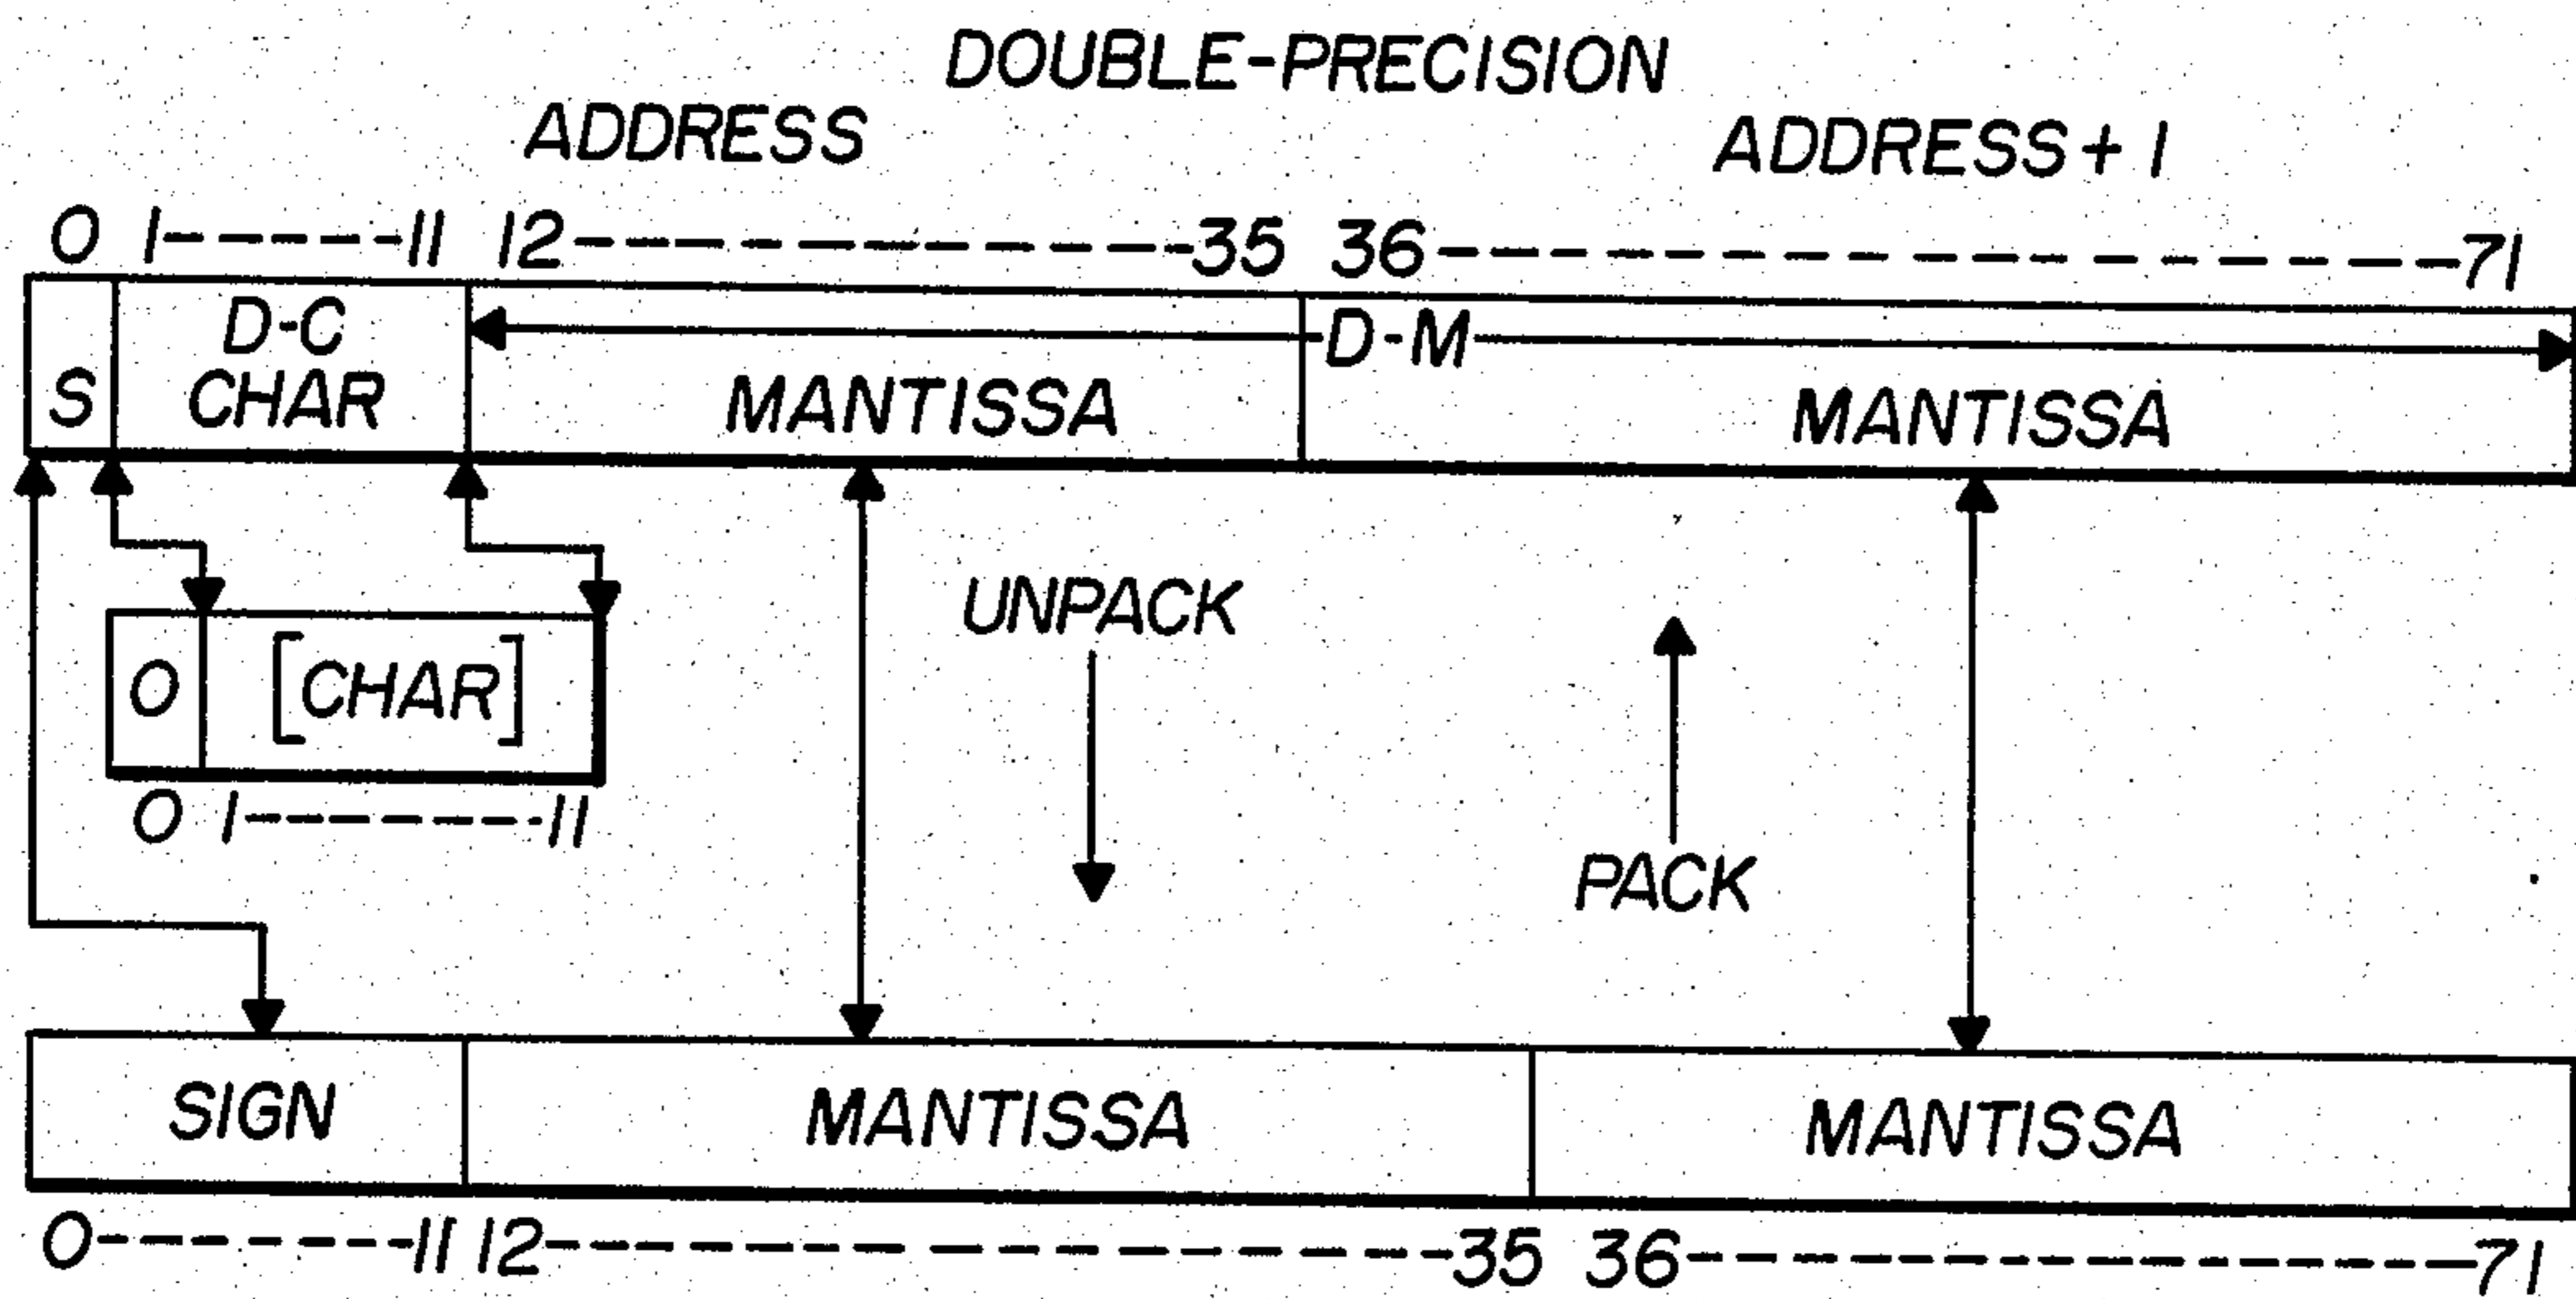 DOUBLE-PRECISION
ADDRESS ADDRESS + 1
0 1------11 12------------35 36----------------71
D-C
D-M
S CHAR MANTISSA MANTISSA
UNPACK
0 [CHAR]
0 1---------11
PACK
SIGN MANTISSA MANTISSA
0--------11 12----------------35 36---------------71